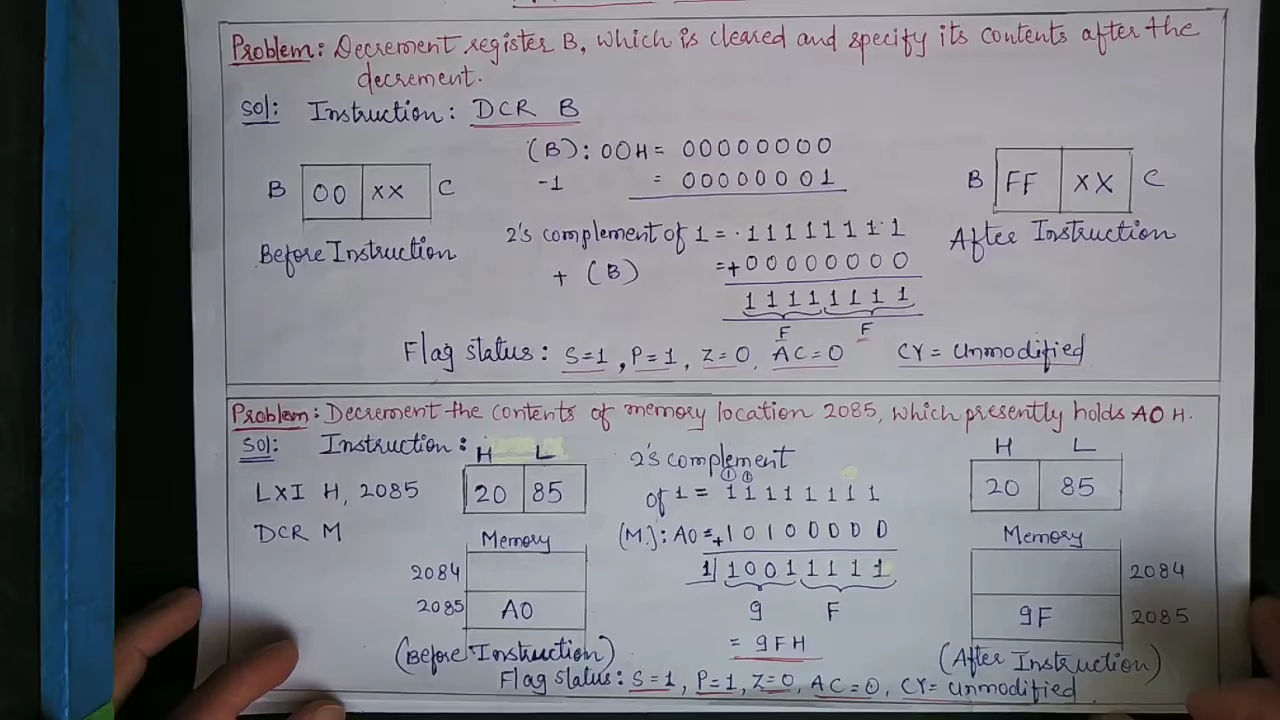 Problem: Decrement register B, which is cleared and specify its contents after the
decrement.
Sol: Instruction: DCR B
(B): 00H = 00000000
-1 = 00000001
B 00 XX C
B FF XX C
Before Instruction
2's complement of 1 = 11111111
+ (B) =+00000000
After Instruction
11111111
F F
Flag status: S=1, P=1, Z=0, AC=0 CY= Unmodified
Problem: Decrement the contents of memory location 2085, which presently holds A0 H.
Sol: Instruction:
H L
LXI H, 2085
20 85
DCR M
Memory
2084
2085 A0
(Before Instruction)
2's complement
① ①
of 1 = 11111111
(M): A0 =+10100000
1 10011111
9 F
= 9FH
H L
20 85
Memory
2084
9F 2085
(After Instruction)
Flag status: S=1, P=1, Z=0, AC=0, CY= Unmodified